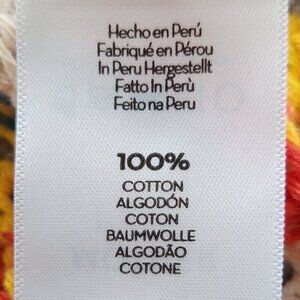 Hecho en Perú
Fabriqué en Pérou
In Peru Hergestellt
Fatto In Perù
Feito na Peru
100%
COTTON
ALGODÓN
COTON
BAUMWOLLE
ALGODÃO
COTONE